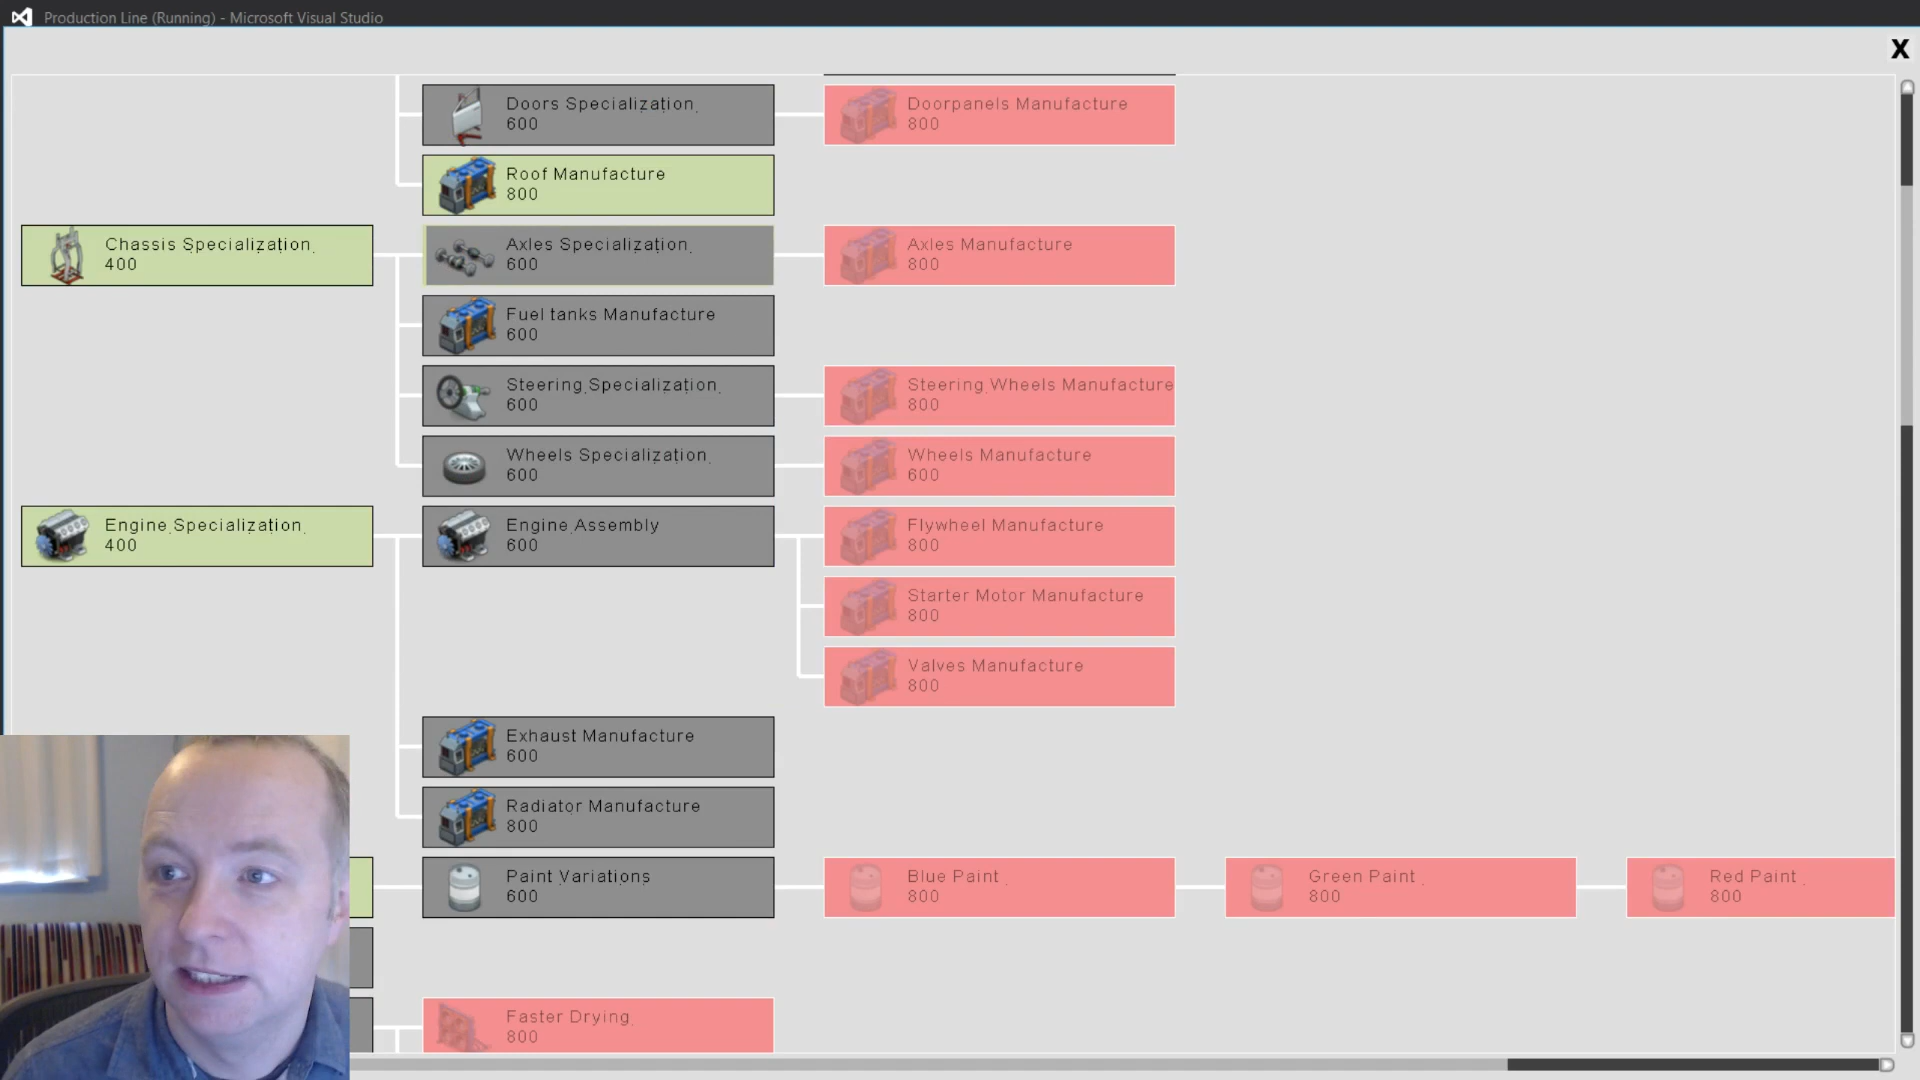 Production Line (Running) - Microsoft Visual Studio
X
Doors Specialization
600
Doorpanels Manufacture
800
Roof Manufacture
800
Chassis Specialization
400
Axles Specialization
600
Axles Manufacture
800
Fuel tanks Manufacture
600
Steering Specialization
600
Steering Wheels Manufacture
800
Wheels Specialization
600
Wheels Manufacture
600
Engine Specialization
400
Engine Assembly
600
Flywheel Manufacture
800
Starter Motor Manufacture
800
Valves Manufacture
800
Exhaust Manufacture
600
Radiator Manufacture
800
Paint Variations
600
Blue Paint
800
Green Paint
800
Red Paint
800
Faster Drying
800